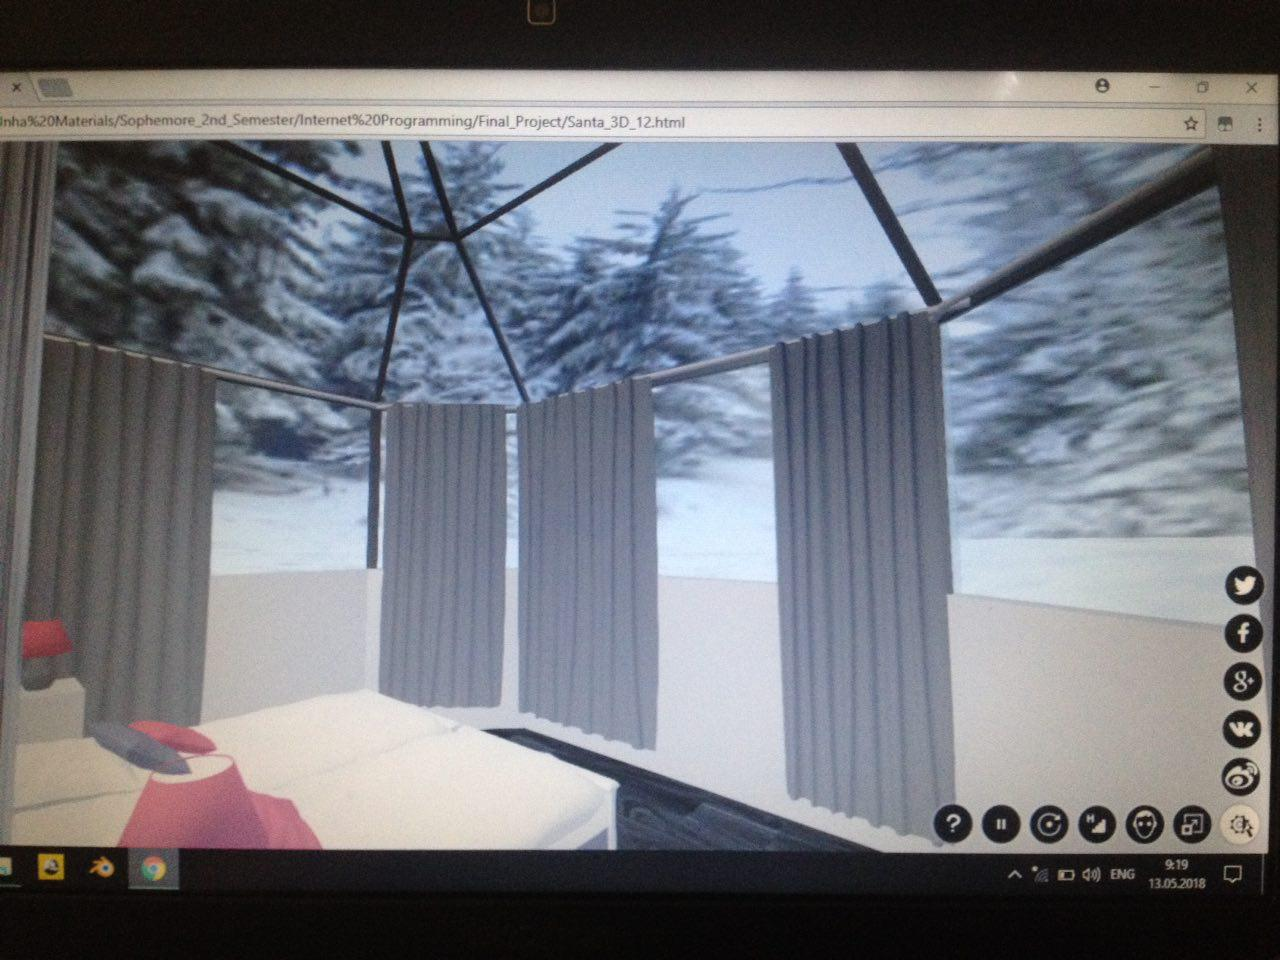 Inha%20Materials/Sophemore_2nd_Semester/Internet%20Programming/Final_Project/Santa_3D_12.html
?
H
ENG
9:19
13.05.2018